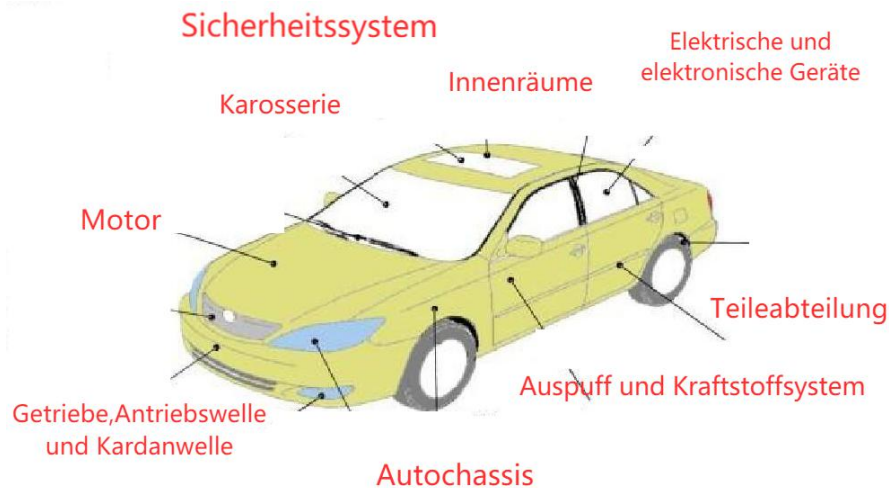 Sicherheitssystem
Elektrische und
elektronische Geräte
Innenräume
Karosserie
Motor
Teileabteilung
Auspuff und Kraftstoffsystem
Getriebe,Antriebswelle
und Kardanwelle
Autochassis